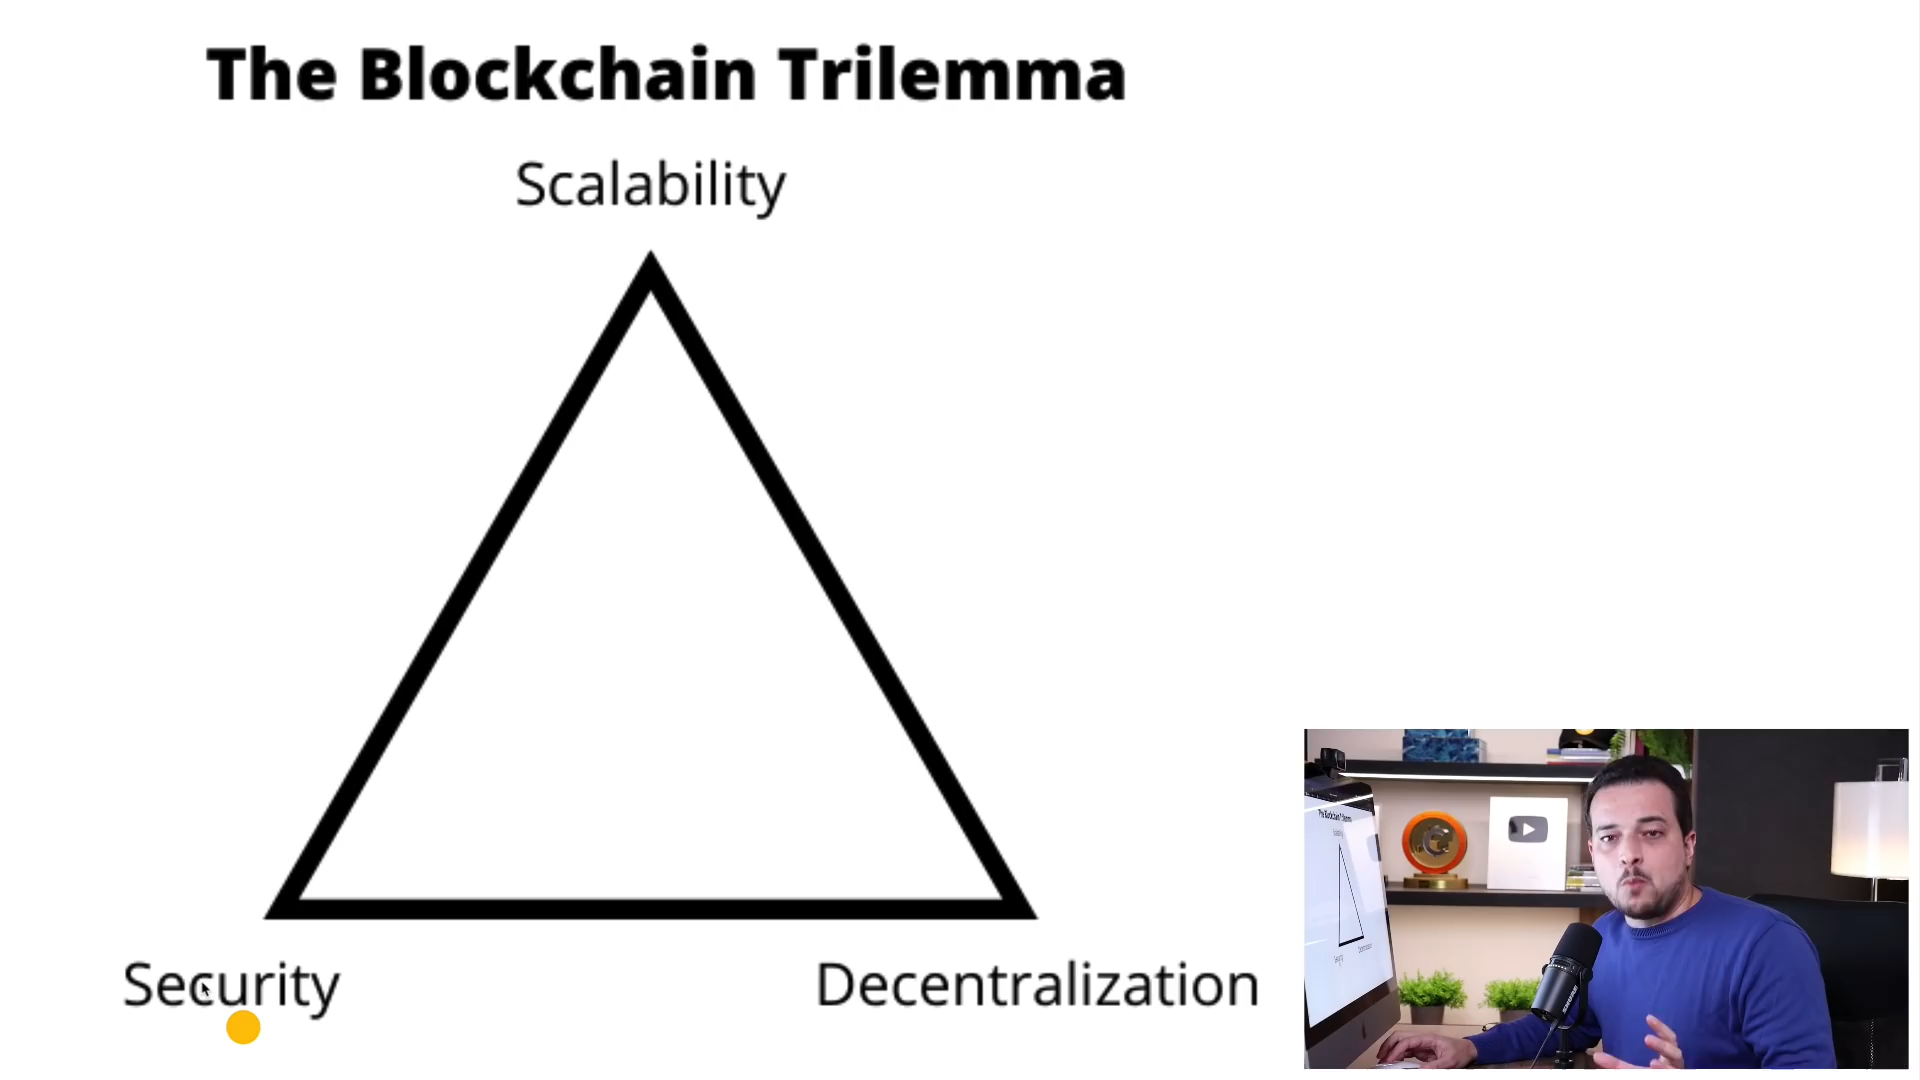 The Blockchain Trilemma
Scalability
Security
Decentralization